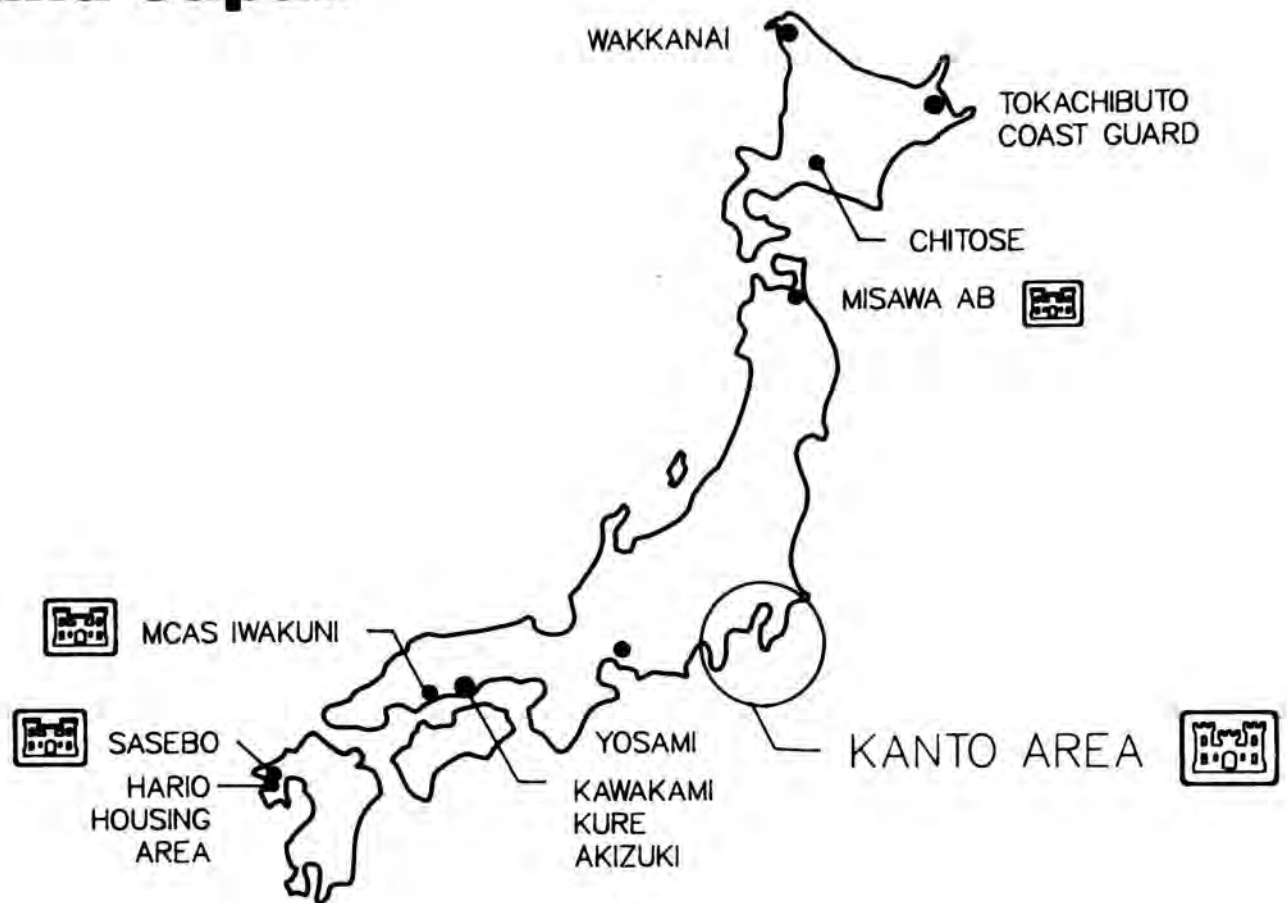 WAKKANAI
TOKACHIBUTO
COAST GUARD
CHITOSE
MISAWA AB
MCAS IWAKUNI
SASEBO
HARIO
HOUSING
AREA
YOSAMI
KAWAKAMI
KURE
AKIZUKI
KANTO AREA